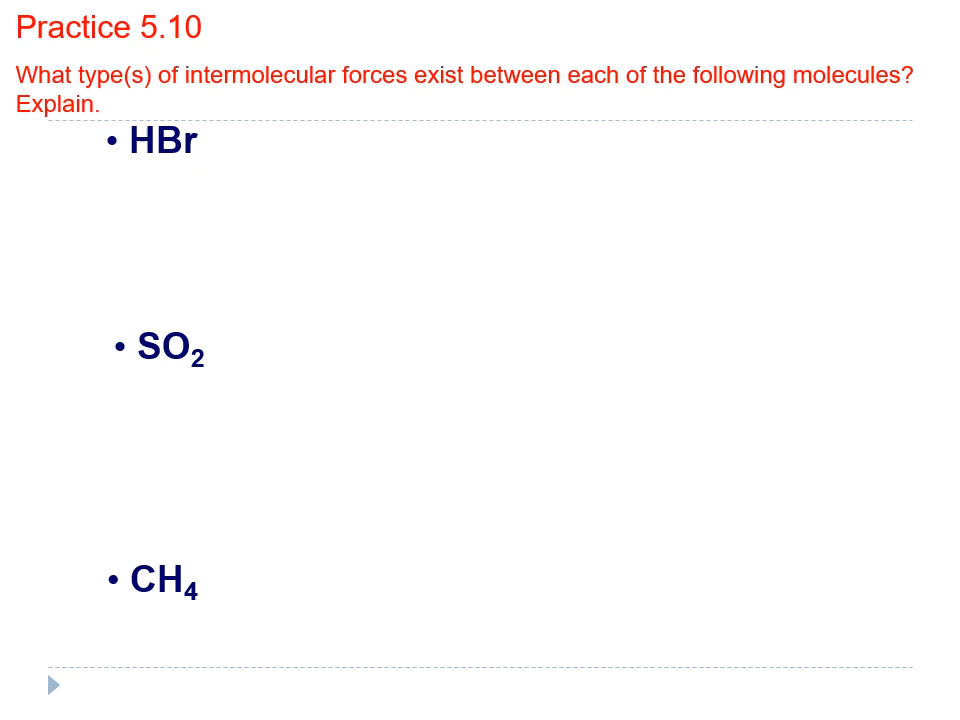 Practice 5.10
What type(s) of intermolecular forces exist between each of the following molecules?
Explain.
• HBr
• SO₂
• CH₄